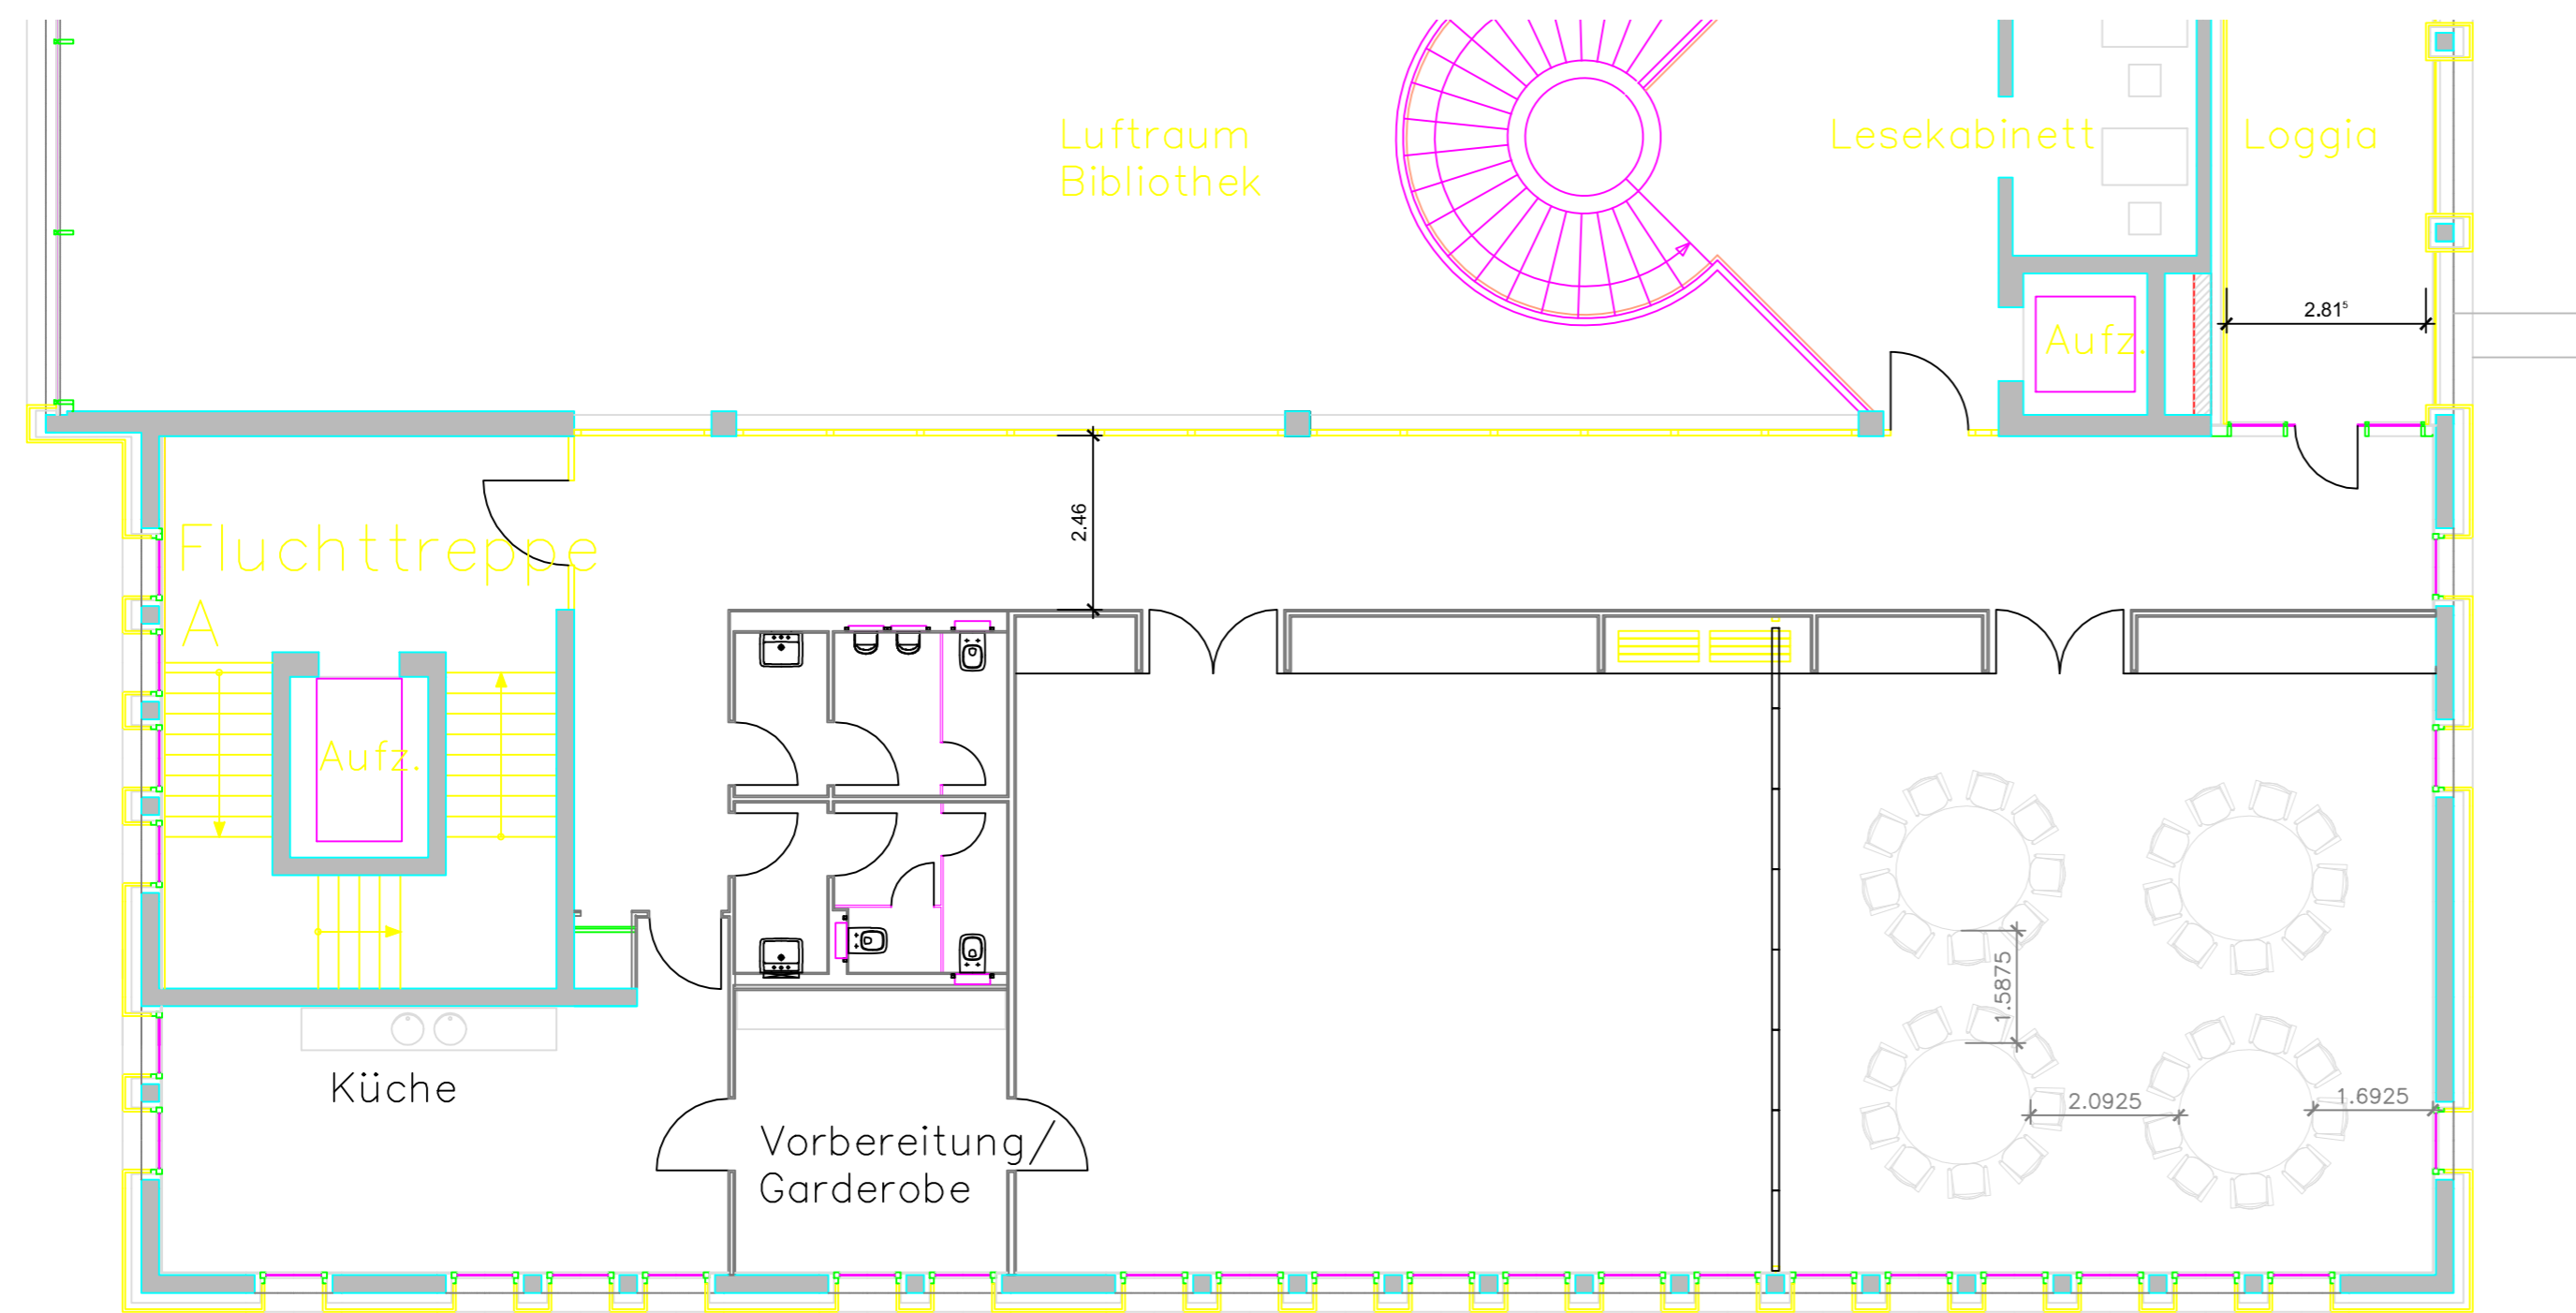 Luftraum
Bibliothek
Lesekabinett
Loggia
2.81⁵
Aufz.
2.46
Fluchttreppe
A
Aufz.
1.5875
2.0925
1.6925
Küche
Vorbereitung/
Garderobe